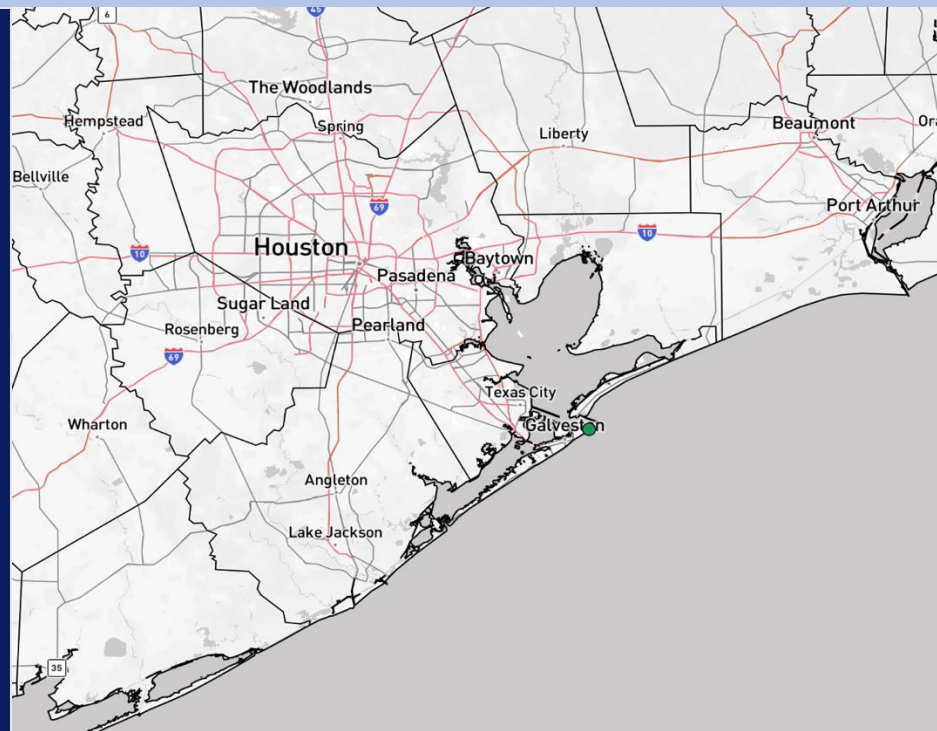 6
45
The Woodlands
Hempstead
Spring
Liberty
Beaumont
Ora
Bellville
69
Port Arthur
10
Houston
10
Baytown
Pasadena
Sugar Land
Rosenberg
Pearland
69
Texas City
Wharton
Galveston
Angleton
Lake Jackson
35